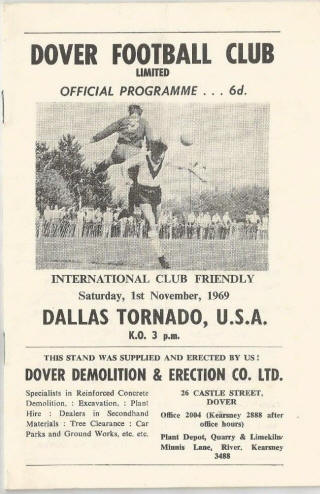 DOVER FOOTBALL CLUB
LIMITED
OFFICIAL PROGRAMME . . . 6d.
INTERNATIONAL CLUB FRIENDLY
Saturday, 1st November, 1969
DALLAS TORNADO, U.S.A.
K.O. 3 p.m.
THIS STAND WAS SUPPLIED AND ERECTED BY US !
DOVER DEMOLITION & ERECTION CO. LTD.
Specialists in Reinforced Concrete
Demolition, : Excavation, : Plant
Hire : Dealers in Secondhand
Materials : Tree Clearance : Car
Parks and Ground Works, etc. etc.
26 CASTLE STREET,
DOVER
Office 2004 (Kearsney 2888 after
office hours)
Plant Depot, Quarry & Limekilns
Minnis Lane, River. Kearsney
3488